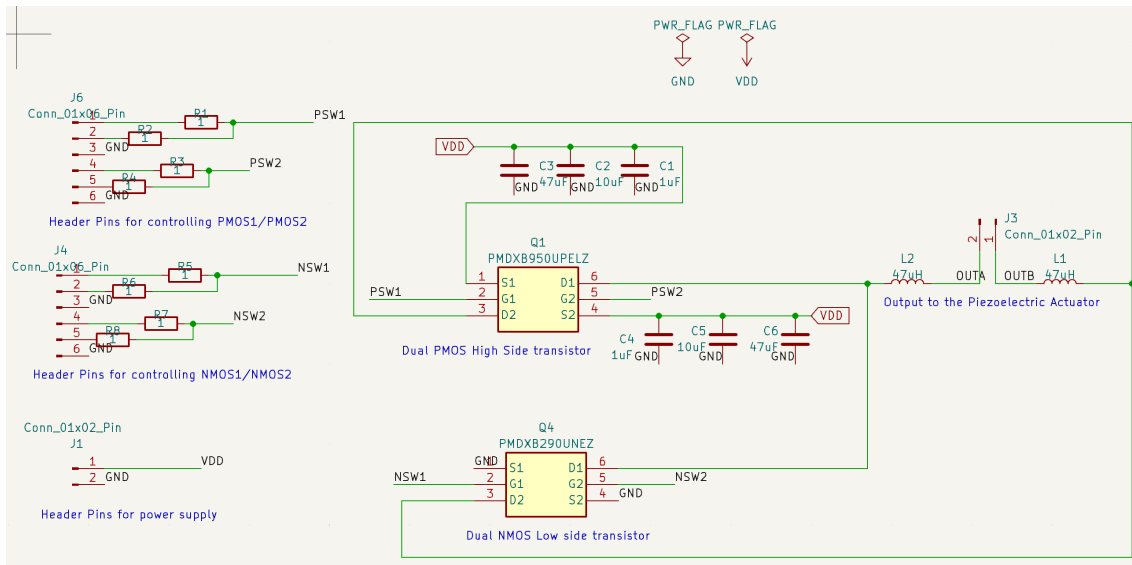 PWR_FLAG PWR_FLAG
GND VDD
J6
Conn_01x06_Pin
1 R1 1 PSW1
2 R2 1
3 GND
4 R3 1 PSW2
5 R4 1
6 GND
Header Pins for controlling PMOS1/PMOS2
VDD
C3 47uF GND
C2 10uF GND
C1 1uF GND
J4
Conn_01x06_Pin
1 R5 1 NSW1
2 R6 1
3 GND
4 R7 1 NSW2
5 R8 1
6 GND
Header Pins for controlling NMOS1/NMOS2
Q1
PMDXB950UPELZ
1 S1 D1 6
PSW1 2 G1 G2 5 PSW2
3 D2 S2 4
VDD
C4 1uF GND
C5 10uF GND
C6 47uF GND
Dual PMOS High Side transistor
J3
Conn_01x02_Pin
2 1
L2 47uH OUTA
OUTB L1 47uH
Output to the Piezoelectric Actuator
Conn_01x02_Pin
J1
1 VDD
2 GND
Header Pins for power supply
Q4
PMDXB290UNEZ
GND 1 S1 D1 6
NSW1 2 G1 G2 5 NSW2
3 D2 S2 4 GND
Dual NMOS Low side transistor